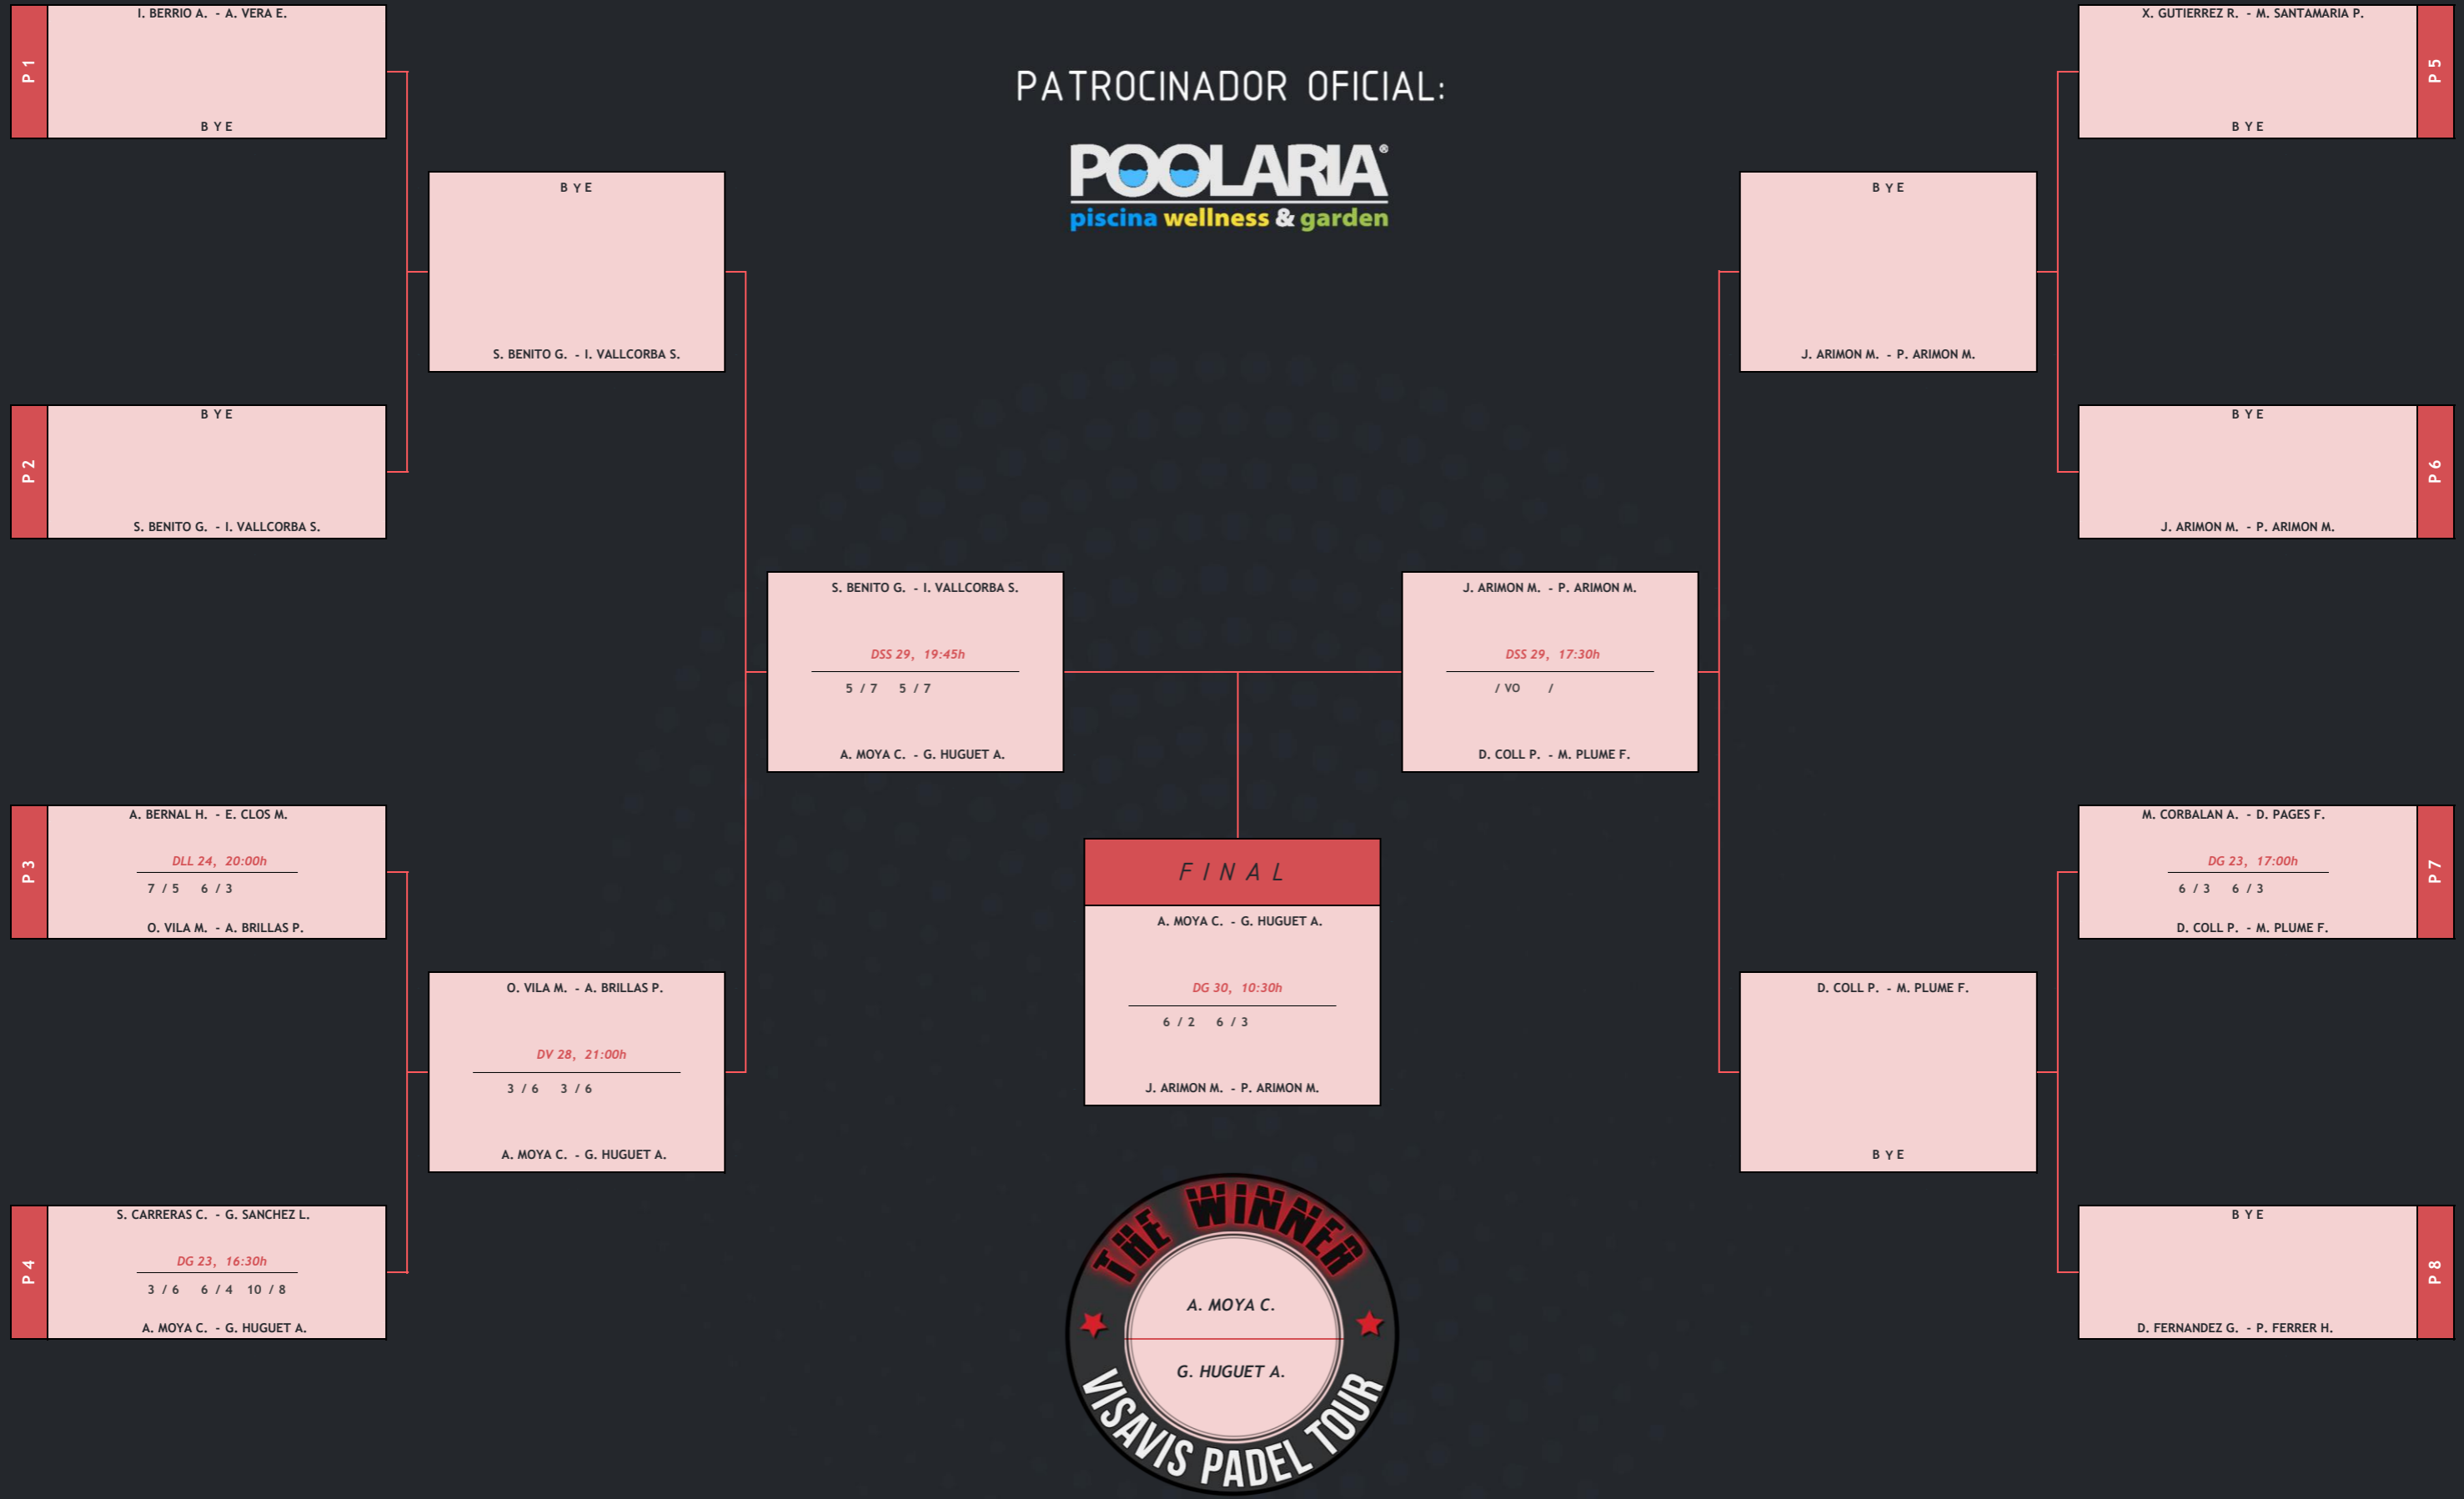 PATROCINADOR OFICIAL:
POOLARIA®
piscina wellness & garden
P 1
I. BERRIO A. - A. VERA E.
B Y E
P 2
B Y E
S. BENITO G. - I. VALLCORBA S.
P 3
A. BERNAL H. - E. CLOS M.
DLL 24, 20:00h
7 / 5 6 / 3
O. VILA M. - A. BRILLAS P.
P 4
S. CARRERAS C. - G. SANCHEZ L.
DG 23, 16:30h
3 / 6 6 / 4 10 / 8
A. MOYA C. - G. HUGUET A.
B Y E
S. BENITO G. - I. VALLCORBA S.
O. VILA M. - A. BRILLAS P.
DV 28, 21:00h
3 / 6 3 / 6
A. MOYA C. - G. HUGUET A.
S. BENITO G. - I. VALLCORBA S.
DSS 29, 19:45h
5 / 7 5 / 7
A. MOYA C. - G. HUGUET A.
J. ARIMON M. - P. ARIMON M.
DSS 29, 17:30h
/ VO /
D. COLL P. - M. PLUME F.
FINAL
A. MOYA C. - G. HUGUET A.
DG 30, 10:30h
6 / 2 6 / 3
J. ARIMON M. - P. ARIMON M.
B Y E
J. ARIMON M. - P. ARIMON M.
D. COLL P. - M. PLUME F.
B Y E
X. GUTIERREZ R. - M. SANTAMARIA P.
B Y E
P 5
B Y E
J. ARIMON M. - P. ARIMON M.
P 6
M. CORBALAN A. - D. PAGES F.
DG 23, 17:00h
6 / 3 6 / 3
D. COLL P. - M. PLUME F.
P 7
B Y E
D. FERNANDEZ G. - P. FERRER H.
P 8
THE WINNER
A. MOYA C.
G. HUGUET A.
VISAVIS PADEL TOUR